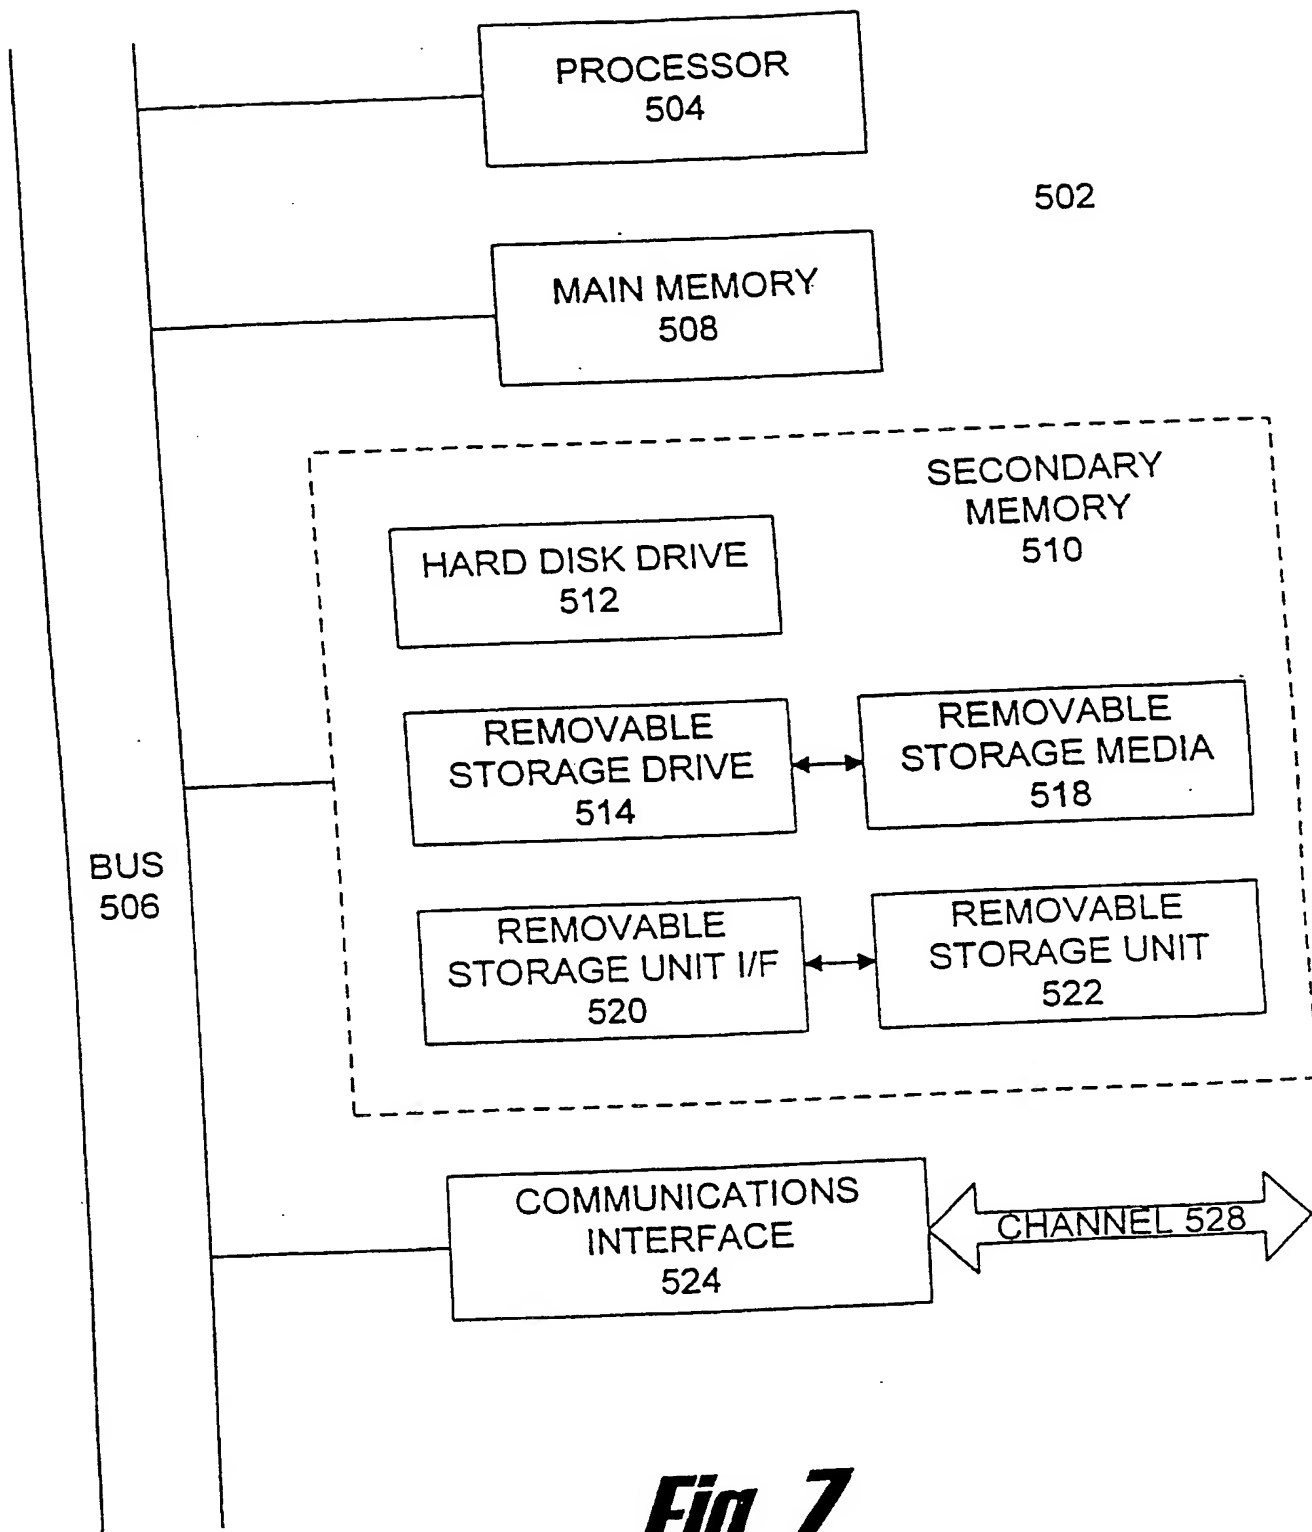 PROCESSOR
504
502
MAIN MEMORY
508
SECONDARY
MEMORY
510
HARD DISK DRIVE
512
REMOVABLE
STORAGE DRIVE
514
REMOVABLE
STORAGE MEDIA
518
BUS
506
REMOVABLE
STORAGE UNIT I/F
520
REMOVABLE
STORAGE UNIT
522
COMMUNICATIONS
INTERFACE
524
CHANNEL 528
Fig. 7